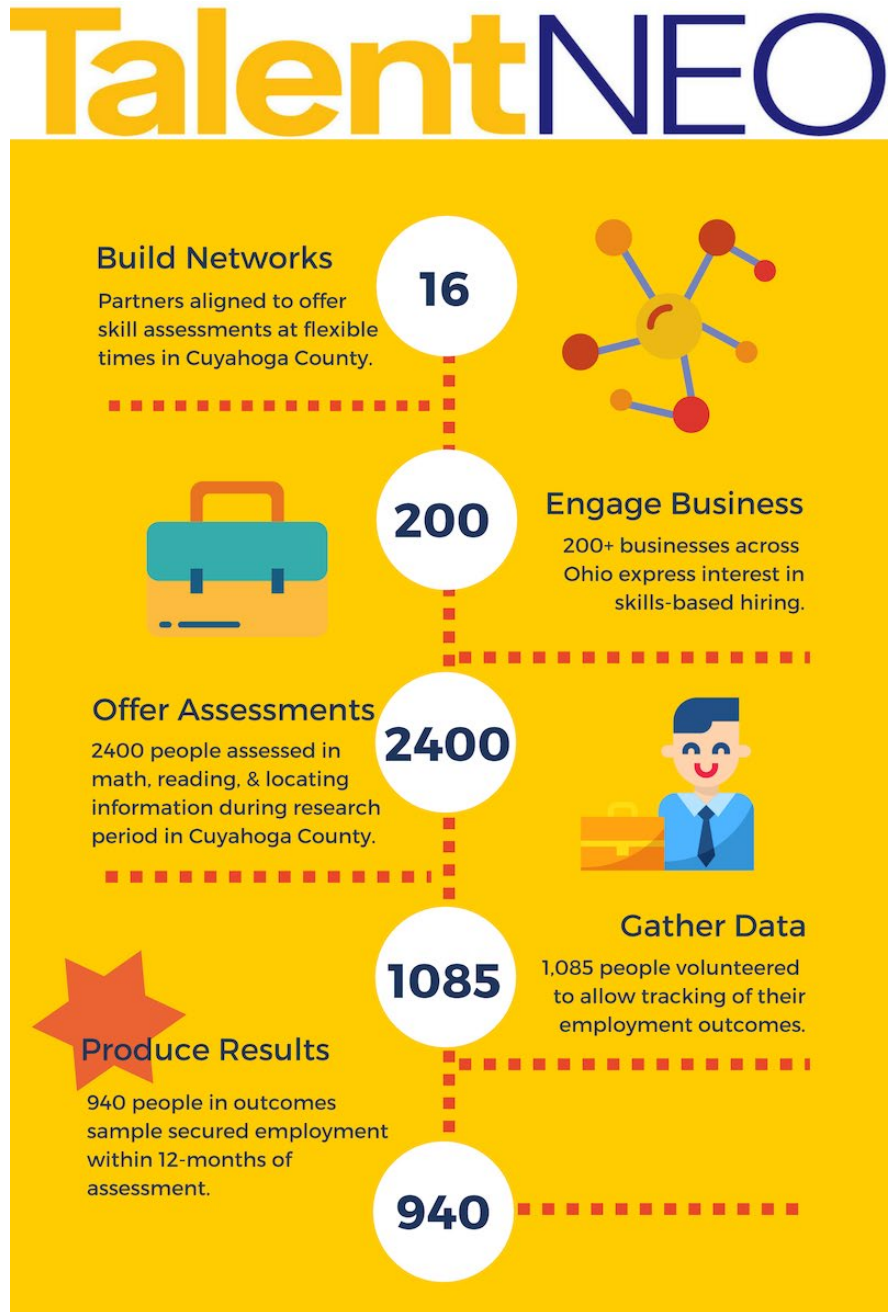 TalentNEO
Build Networks
Partners aligned to offer
skill assessments at flexible
times in Cuyahoga County.
16
200
Engage Business
200+ businesses across
Ohio express interest in
skills-based hiring.
Offer Assessments
2400 people assessed in
math, reading, & locating
information during research
period in Cuyahoga County.
2400
1085
Gather Data
1,085 people volunteered
to allow tracking of their
employment outcomes.
Produce Results
940 people in outcomes
sample secured employment
within 12-months of
assessment.
940